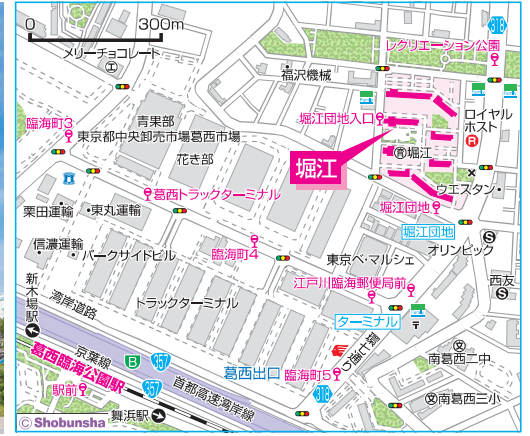 0 300m
メリーチョコレート
318
レクリエーション公園
福沢機械
青果部
臨海町3
堀江団地入口
ロイヤル
ホスト
R
東京都中央卸売市場葛西市場
花き部
堀江
堀江
葛西トラックターミナル
ウエスタン
栗田運輸
東丸運輸
堀江団地
堀江団地
信濃運輸
パークサイドビル
臨海町4
東京ベ・マルシェ
オリンピック
S
西友
S
新木場駅
江戸川臨海郵便局前
湾岸道路
トラックターミナル
ターミナル
環七通り
文
南葛西二中
京葉線
B
357
葛西出口
臨海町5
葛西臨海公園駅
357
首都高速湾岸線
318
文南葛西三小
駅前
舞浜駅
© Shobunsha